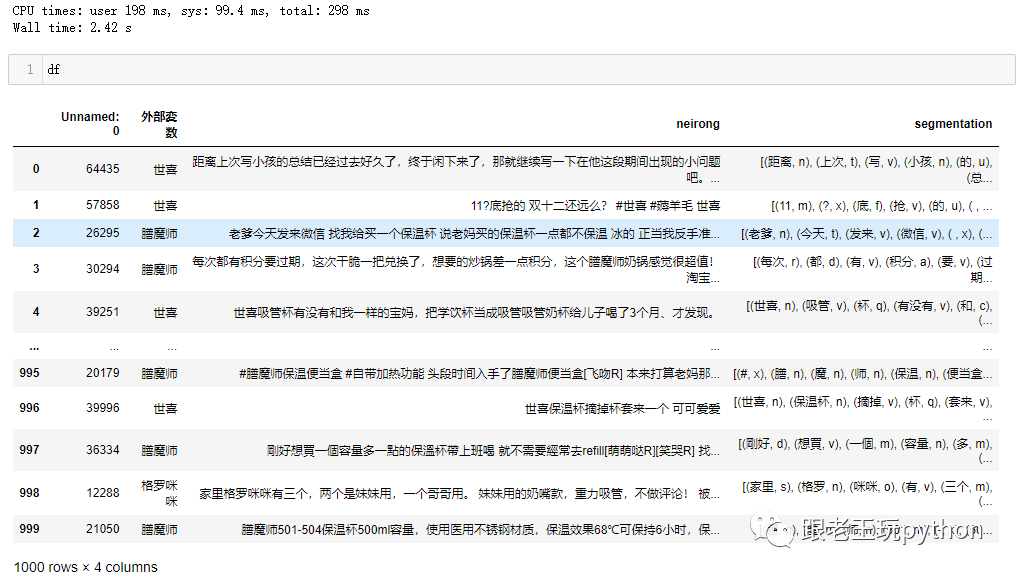 CPU times: user 198 ms, sys: 99.4 ms, total: 298 ms
Wall time: 2.42 s
1 df
Unnamed: 0 外部变数 neirong segmentation
0 64435 世喜 距离上次写小孩的总结已经过去好久了，终于闲下来了，那就继续写一下在他这段期间出现的小问题吧。... [(距离, n), (上次, t), (写, v), (小孩, n), (的, u), (总...
1 57858 世喜 11?底抢的 双十二还远么？ #世喜 #薅羊毛 世喜 [(11, m), (?, x), (底, f), (抢, v), (的, u), ( , ...
2 26295 膳魔师 老爹今天发来微信 找我给买一个保温杯 说老妈买的保温杯一点都不保温 冰的 正当我反手准... [(老爹, n), (今天, t), (发来, v), (微信, v), ( , x), (...
3 30294 膳魔师 每次都有积分要过期，这次干脆一把兑换了，想要的炒锅差一点积分，这个膳魔师奶锅感觉很超值！淘宝... [(每次, r), (都, d), (有, v), (积分, a), (要, v), (过期...
4 39251 世喜 世喜吸管杯有没有和我一样的宝妈，把学饮杯当成吸管吸管奶杯给儿子喝了3个月、才发现。 [(世喜, n), (吸管, v), (杯, q), (有没有, v), (和, c), (...
... ... ... ... ...
995 20179 膳魔师 #膳魔师保温便当盒 #自带加热功能 头段时间入手了膳魔师便当盒[飞吻R] 本来打算老妈那... [(#, x), (膳, n), (魔, n), (师, n), (保温, n), (便当盒...
996 39996 世喜 世喜保温杯摘掉杯套来一个 可可爱爱 [(世喜, n), (保温杯, n), (摘掉, v), (杯, q), (套来, v), ...
997 36334 膳魔师 剛好想買一個容量多一點的保溫杯帶上班喝 就不需要經常去refill[萌萌哒R][笑哭R] 找... [(剛好, d), (想買, v), (一個, m), (容量, n), (多, m), (...
998 12288 格罗咪咪 家里格罗咪咪有三个，两个是妹妹用，一个哥哥用。 妹妹用的奶嘴款，重力吸管，不做评论！ 被... [(家里, s), (格罗, n), (咪咪, o), (有, v), (三个, m), (...
999 21050 膳魔师 膳魔师501-504保温杯500ml容量，使用医用不锈钢材质，保温效果68℃可保持6小时，保...
跟老王玩python
1000 rows × 4 columns